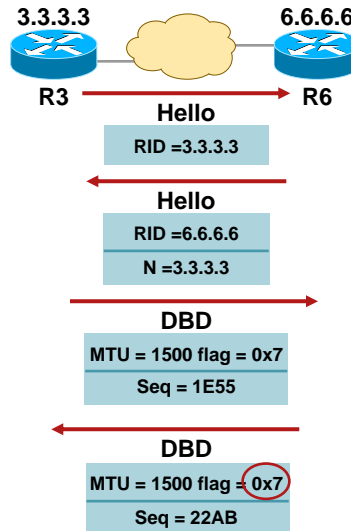 3.3.3.3 6.6.6.6
R3 R6
Hello
RID =3.3.3.3
Hello
RID =6.6.6.6
N =3.3.3.3
DBD
MTU = 1500 flag = 0x7
Seq = 1E55
DBD
MTU = 1500 flag = 0x7
Seq = 22AB